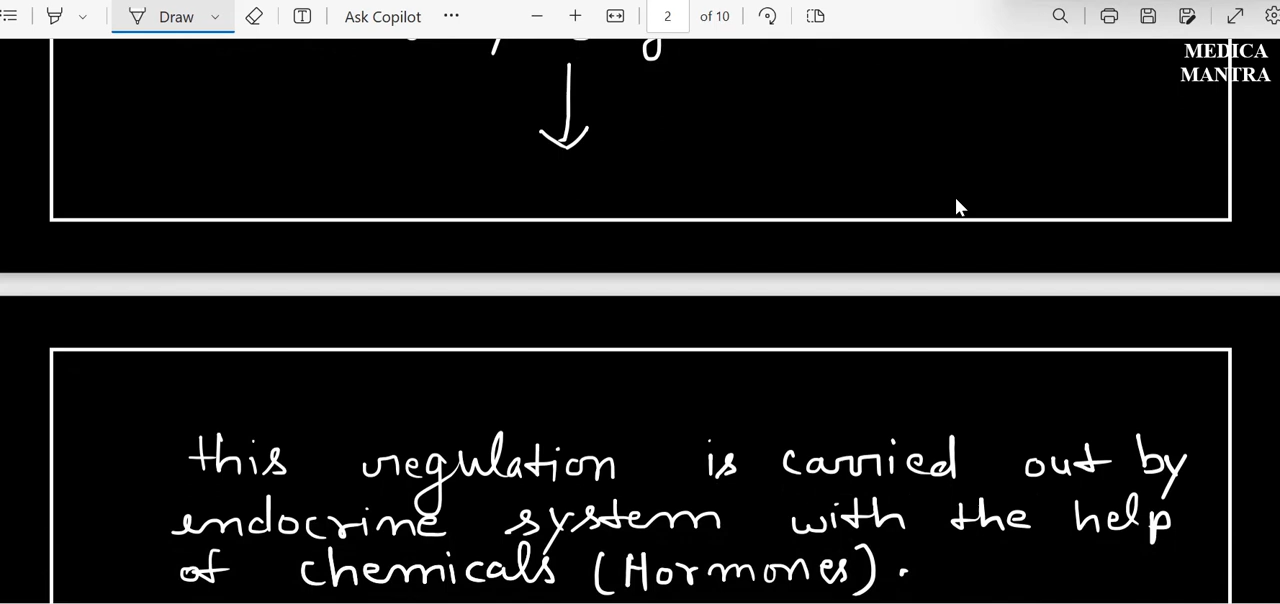 Draw
Ask Copilot
2 of 10
MEDICA
MANTRA
this regulation is carried out by
endocrine system with the help
of chemicals (Hormones).